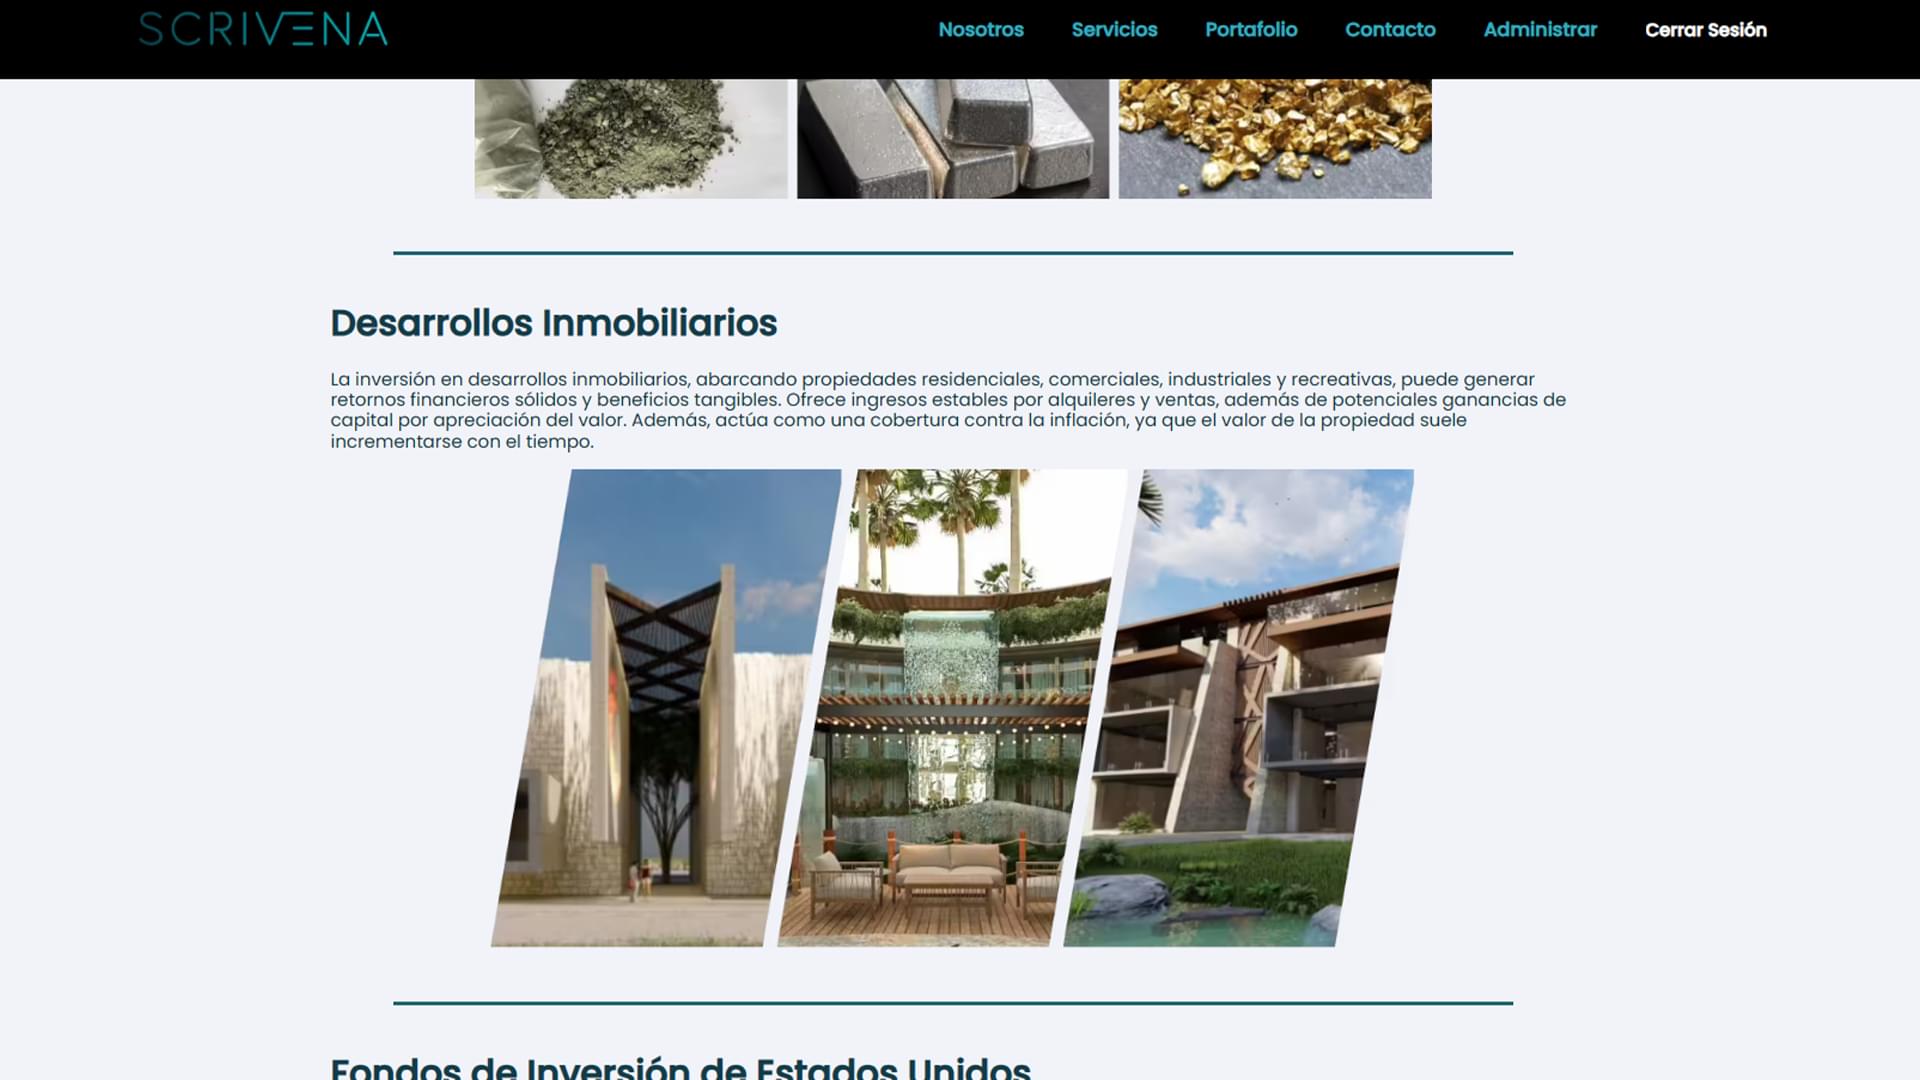 SCRIVENA
Nosotros Servicios Portafolio Contacto Administrar Cerrar Sesión
Desarrollos Inmobiliarios
La inversión en desarrollos inmobiliarios, abarcando propiedades residenciales, comerciales, industriales y recreativas, puede generar
retornos financieros sólidos y beneficios tangibles. Ofrece ingresos estables por alquileres y ventas, además de potenciales ganancias de
capital por apreciación del valor. Además, actúa como una cobertura contra la inflación, ya que el valor de la propiedad suele
incrementarse con el tiempo.
Fondos de Inversión de Estados Unidos